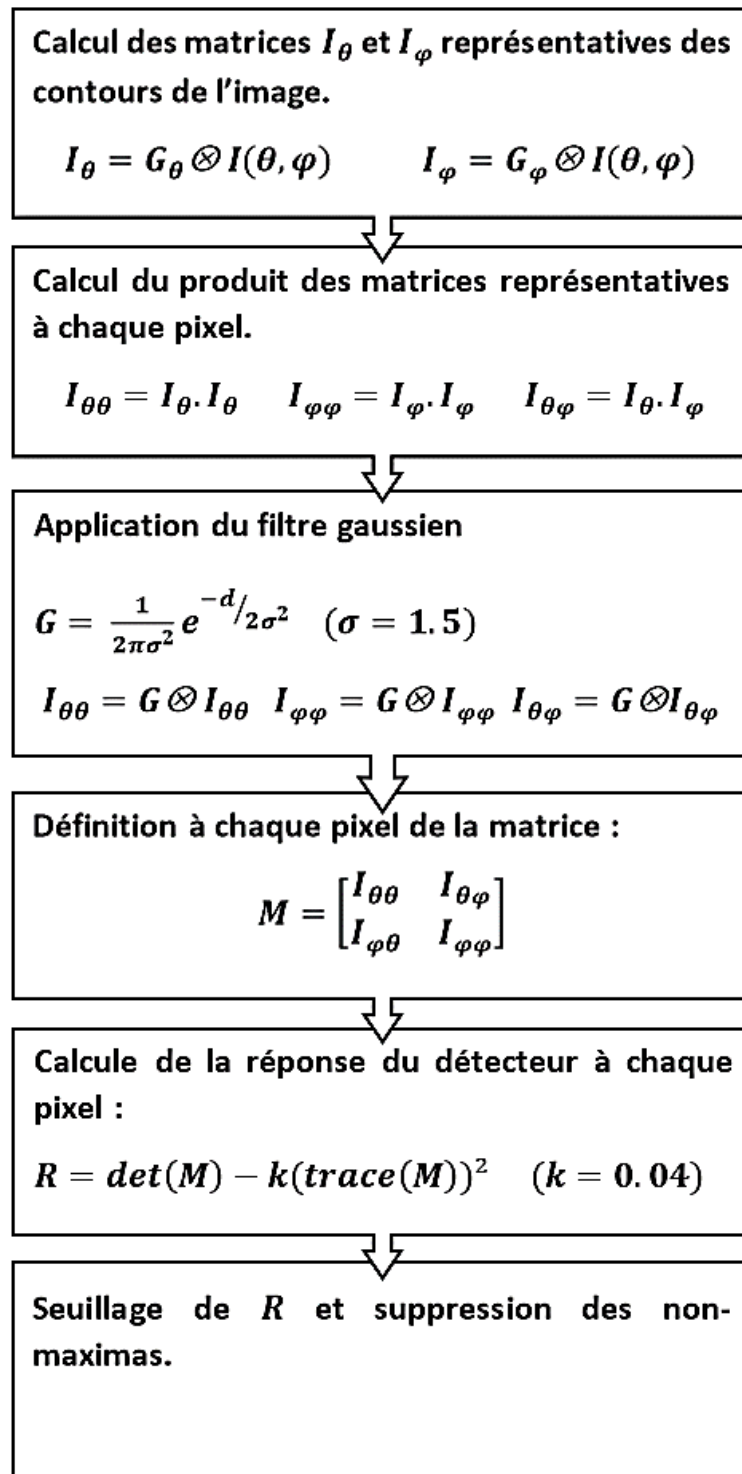 Calcul des matrices I_θ et I_φ représentatives des
contours de l'image.
I_θ = G_θ ⊗ I(θ, φ) I_φ = G_φ ⊗ I(θ, φ)
Calcul du produit des matrices représentatives
à chaque pixel.
I_θθ = I_θ. I_θ I_φφ = I_φ. I_φ I_θφ = I_θ. I_φ
Application du filtre gaussien
G = 1/(2πσ²) e^(−d/2σ²) (σ = 1.5)
I_θθ = G ⊗ I_θθ I_φφ = G ⊗ I_φφ I_θφ = G ⊗ I_θφ
Définition à chaque pixel de la matrice :
M = [I_θθ I_θφ
I_φθ I_φφ]
Calcule de la réponse du détecteur à chaque
pixel :
R = det(M) − k(trace(M))² (k = 0.04)
Seuillage de R et suppression des non-
maximas.